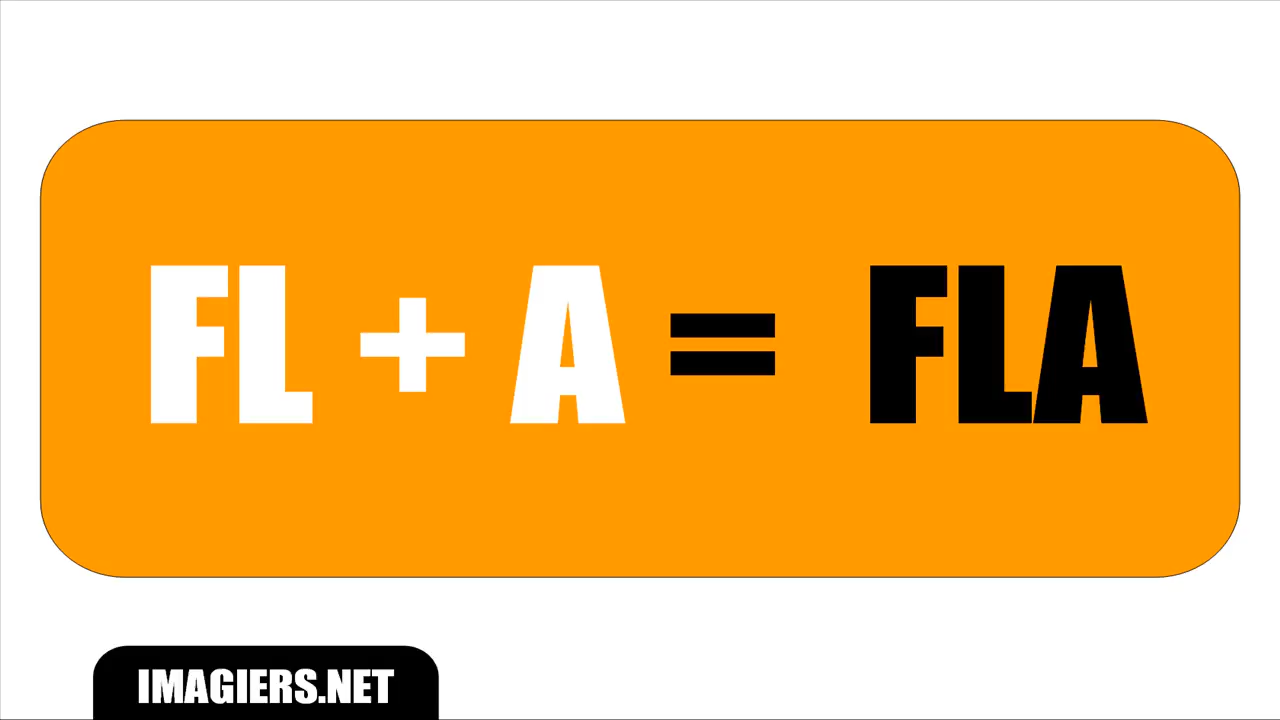 FL + A = FLA
IMAGIERS.NET